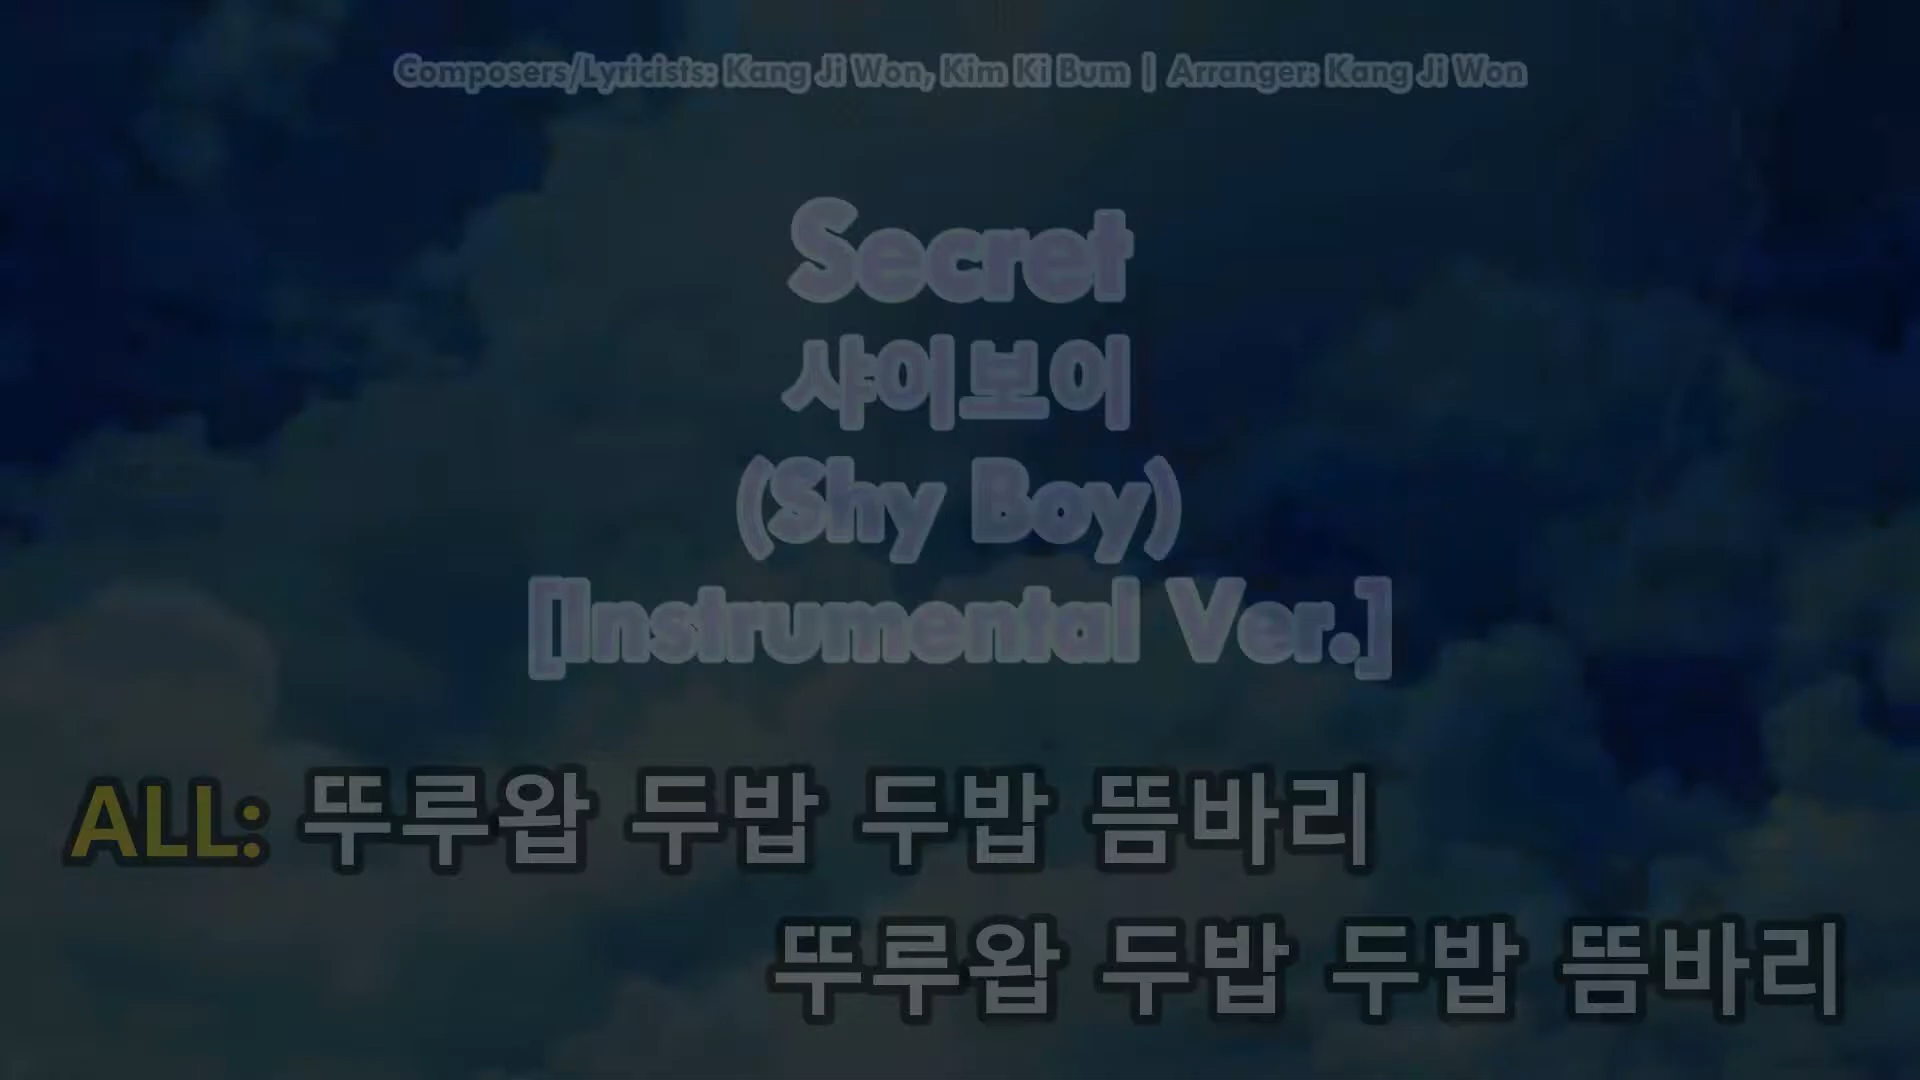 Composers/Lyricists: Kang Ji Won, Kim Ki Bum | Arranger: Kang Ji Won
Secret
샤이보이
(Shy Boy)
[Instrumental Ver.]
ALL: 뚜루왑 두밥 두밥 뜸바리
뚜루왑 두밥 두밥 뜸바리